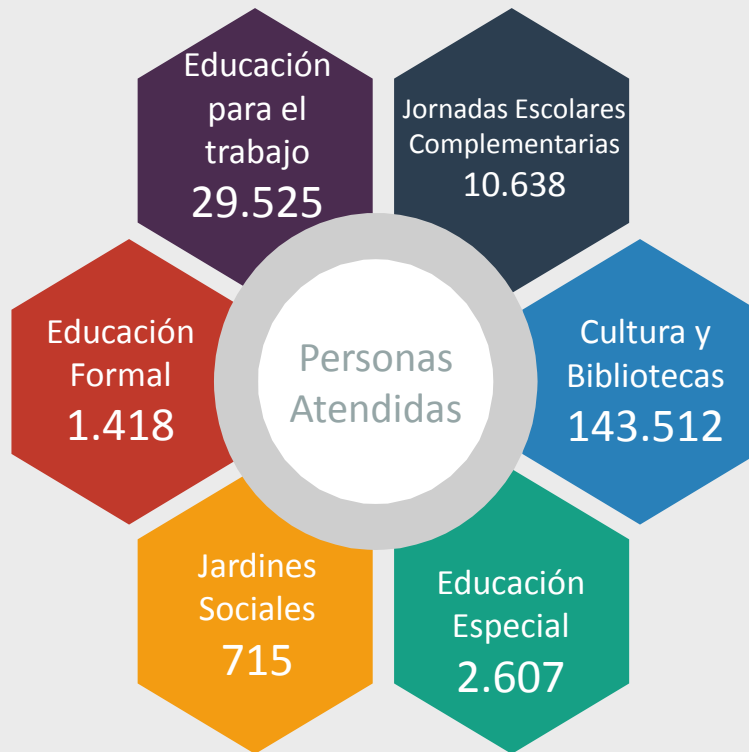 Educación
para el
trabajo
29.525
Jornadas Escolares
Complementarias
10.638
Educación
Formal
1.418
Personas
Atendidas
Cultura y
Bibliotecas
143.512
Jardines
Sociales
715
Educación
Especial
2.607